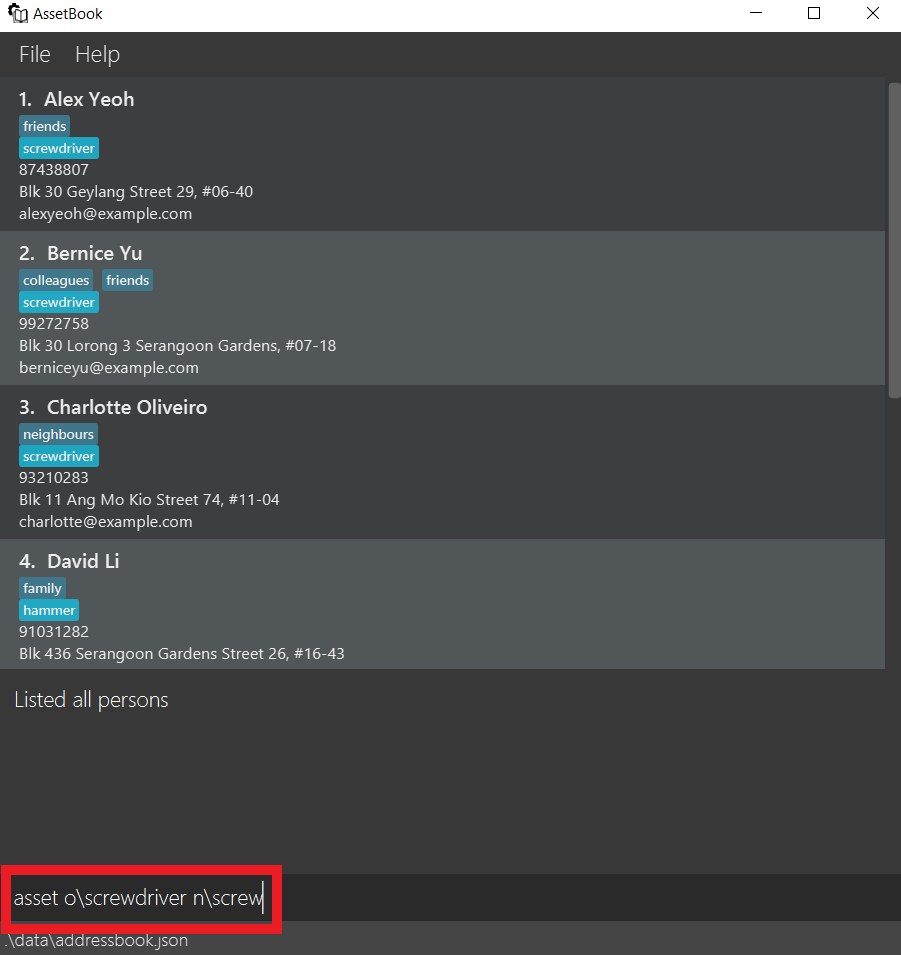 AssetBook
File Help
1. Alex Yeoh
friends
screwdriver
87438807
Blk 30 Geylang Street 29, #06-40
alexyeoh@example.com
2. Bernice Yu
colleagues friends
screwdriver
99272758
Blk 30 Lorong 3 Serangoon Gardens, #07-18
berniceyu@example.com
3. Charlotte Oliveiro
neighbours
screwdriver
93210283
Blk 11 Ang Mo Kio Street 74, #11-04
charlotte@example.com
4. David Li
family
hammer
91031282
Blk 436 Serangoon Gardens Street 26, #16-43
Listed all persons
asset o\screwdriver n\screw
.\data\addressbook.json